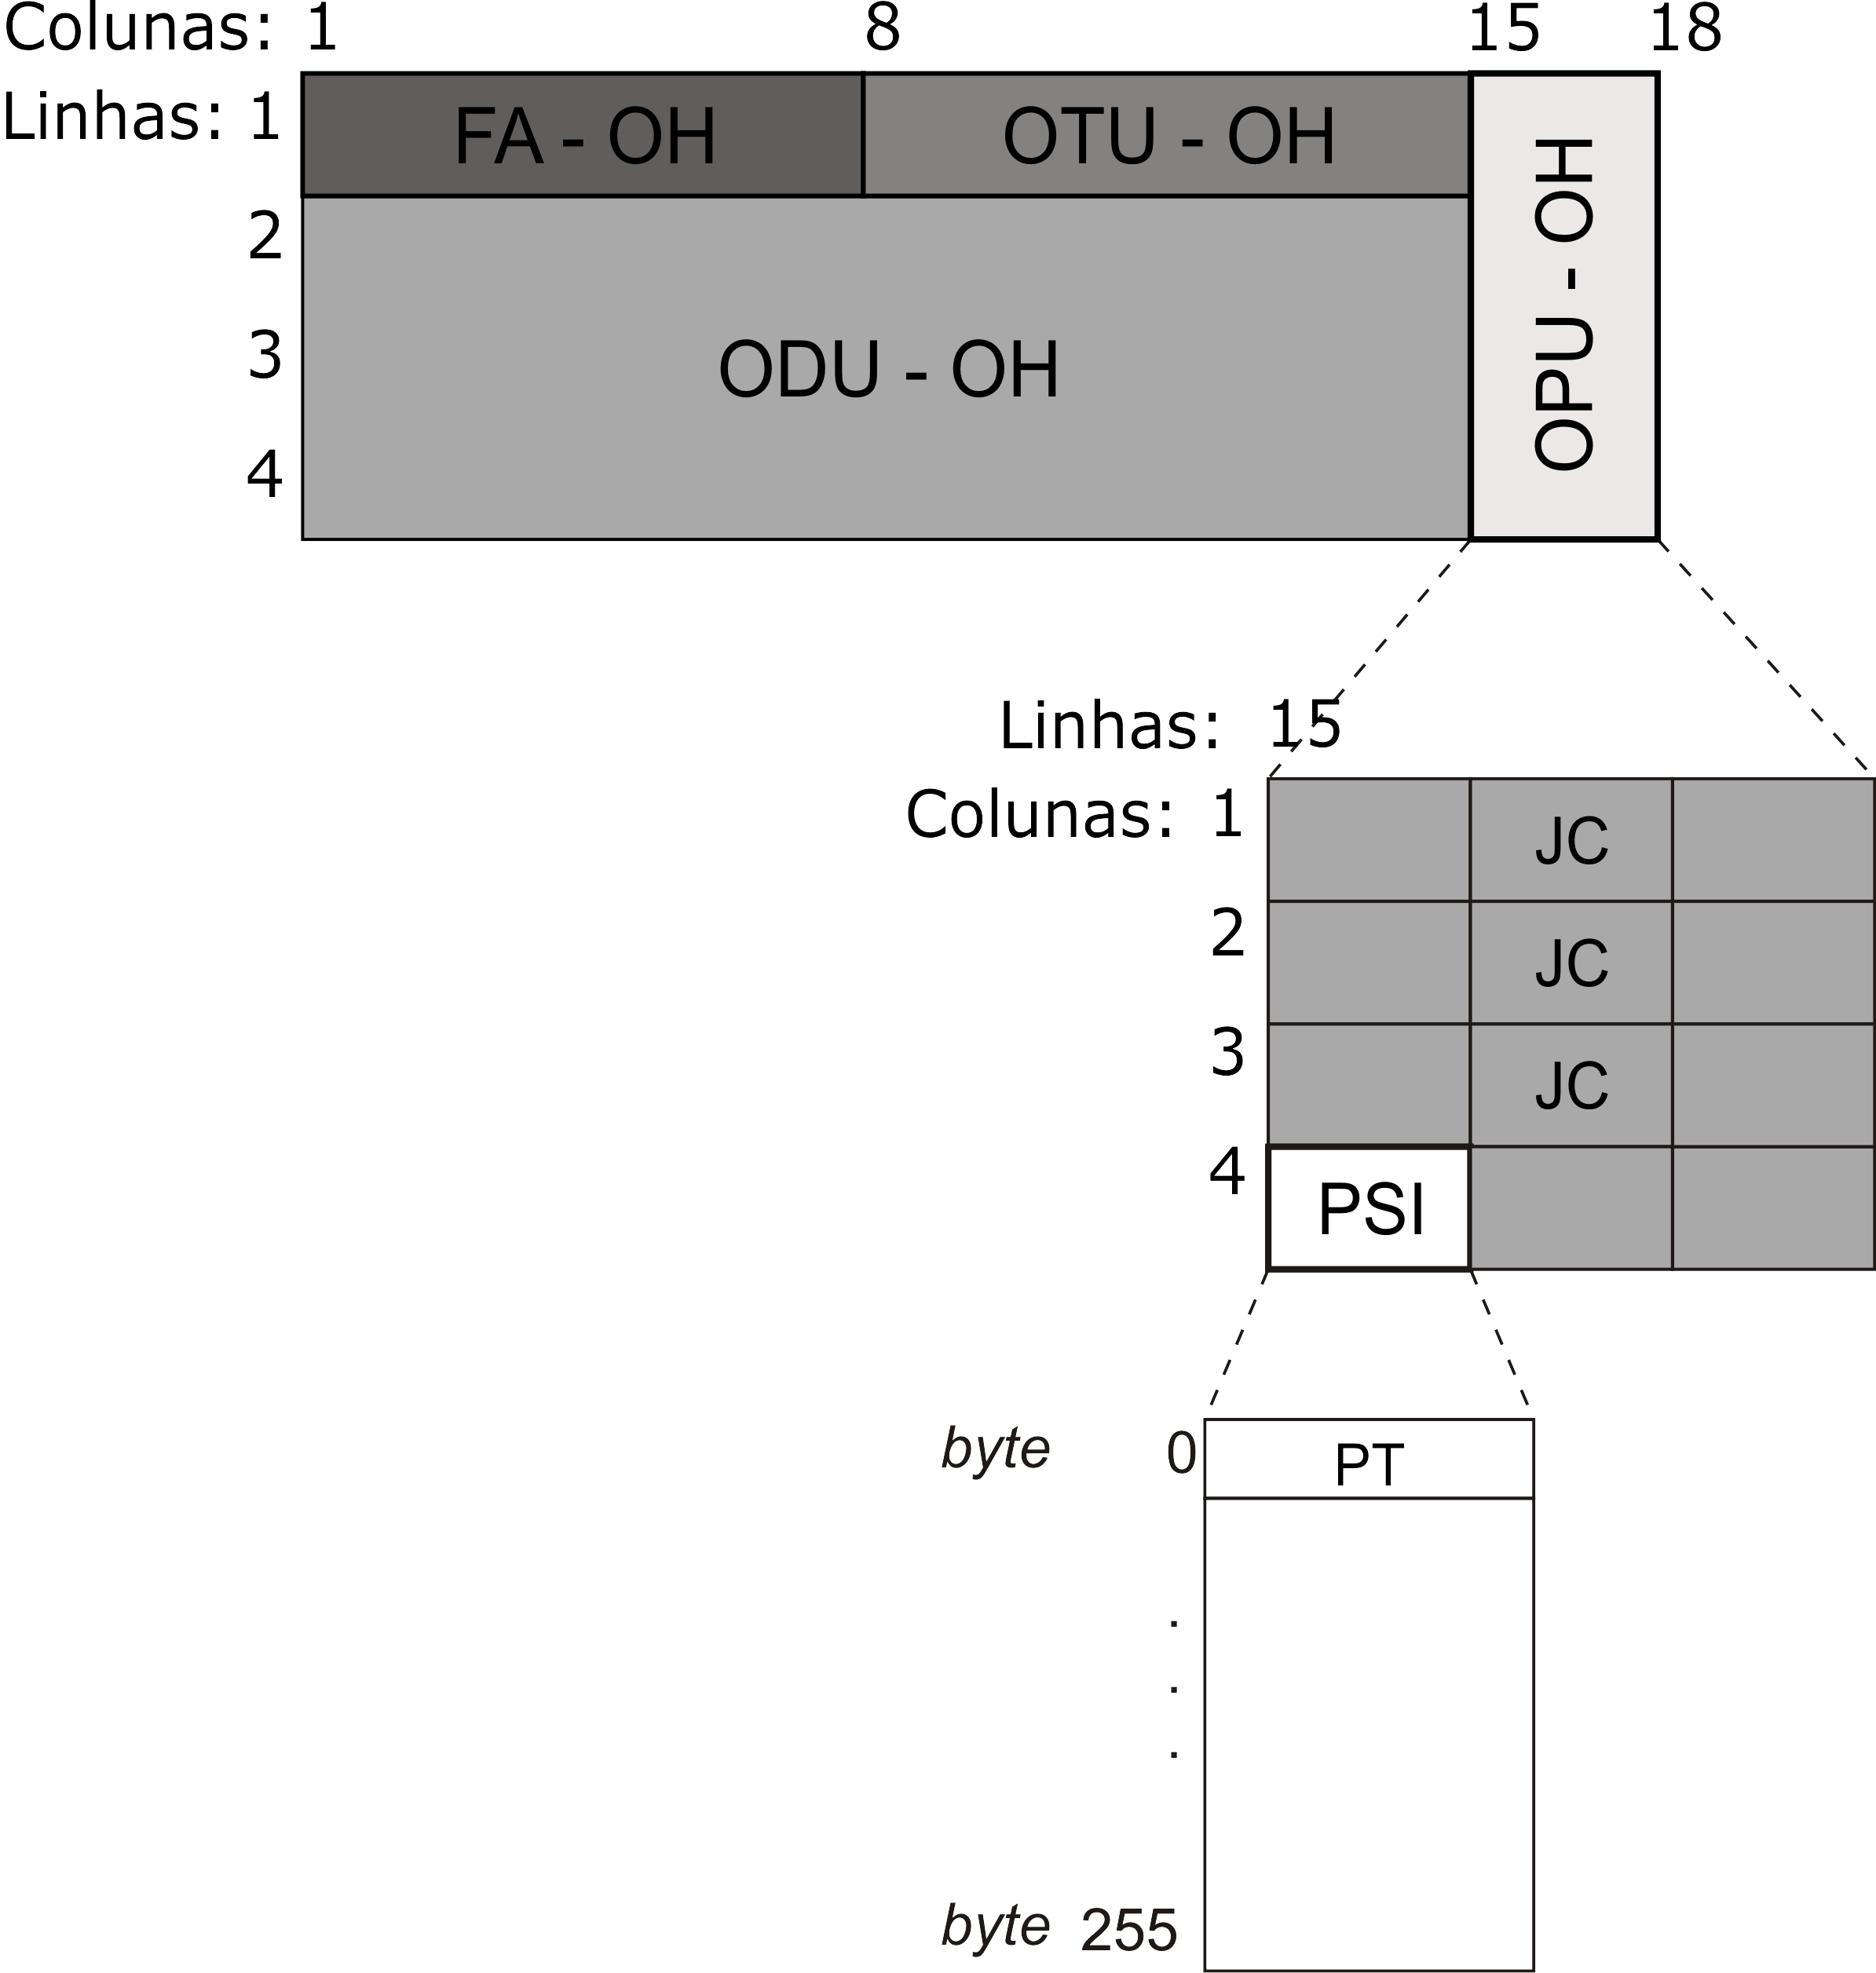 Colunas: 1 8 15 18
Linhas: 1
FA - OH
OTU - OH
OPU - OH
2
3
ODU - OH
4
Linhas: 15
Colunas: 1
JC
2
JC
3
JC
4
PSI
byte 0
PT
.
.
.
byte 255